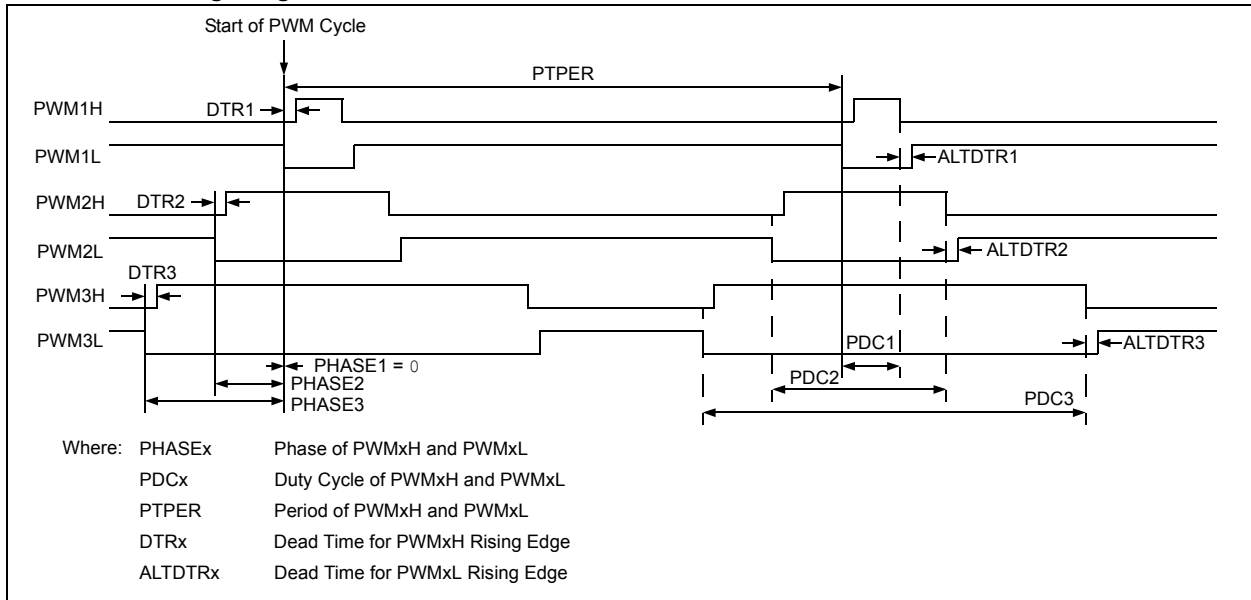 Start of PWM Cycle
PTPER
PWM1H
DTR1
PWM1L
ALTDTR1
PWM2H
DTR2
PWM2L
ALTDTR2
DTR3
PWM3H
PWM3L
PDC1
ALTDTR3
PHASE1 = 0
PHASE2
PDC2
PHASE3
PDC3
Where: PHASEx Phase of PWMxH and PWMxL
PDCx Duty Cycle of PWMxH and PWMxL
PTPER Period of PWMxH and PWMxL
DTRx Dead Time for PWMxH Rising Edge
ALTDTRx Dead Time for PWMxL Rising Edge